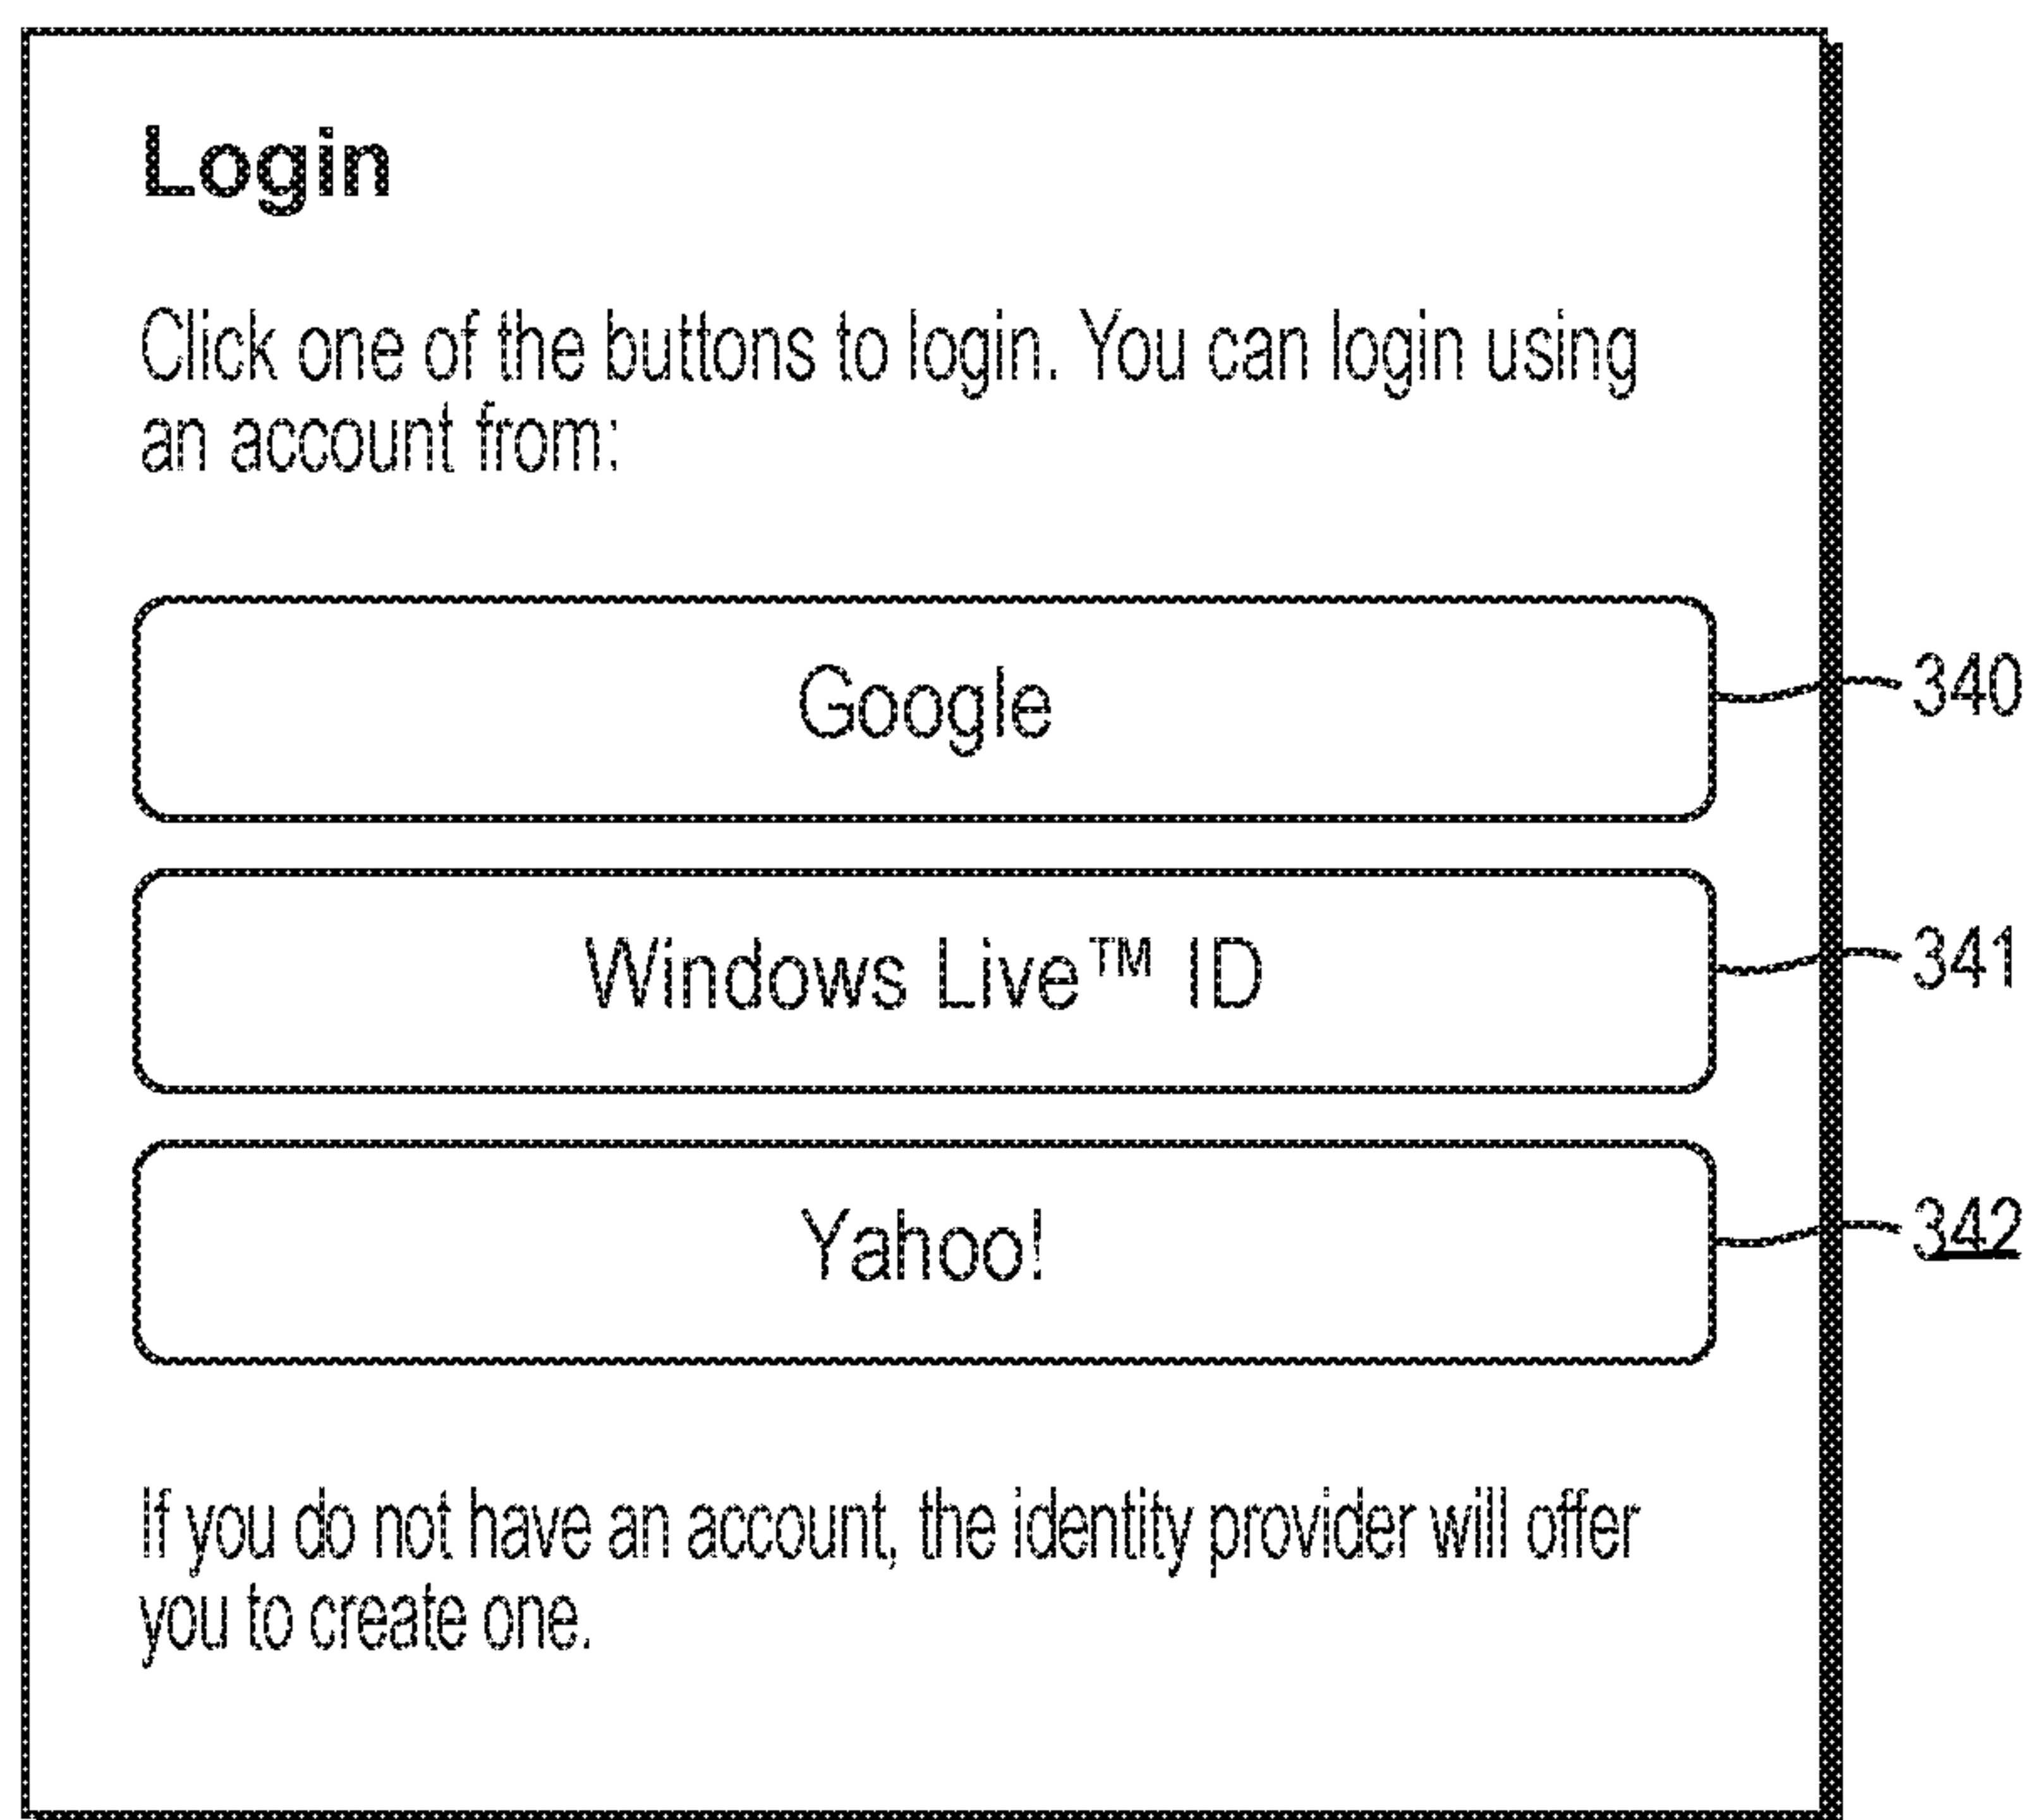 Login
Click one of the buttons to login. You can login using
an account from:
Google
340
Windows Live™ ID
341
Yahoo!
342
If you do not have an account, the identity provider will offer
you to create one.